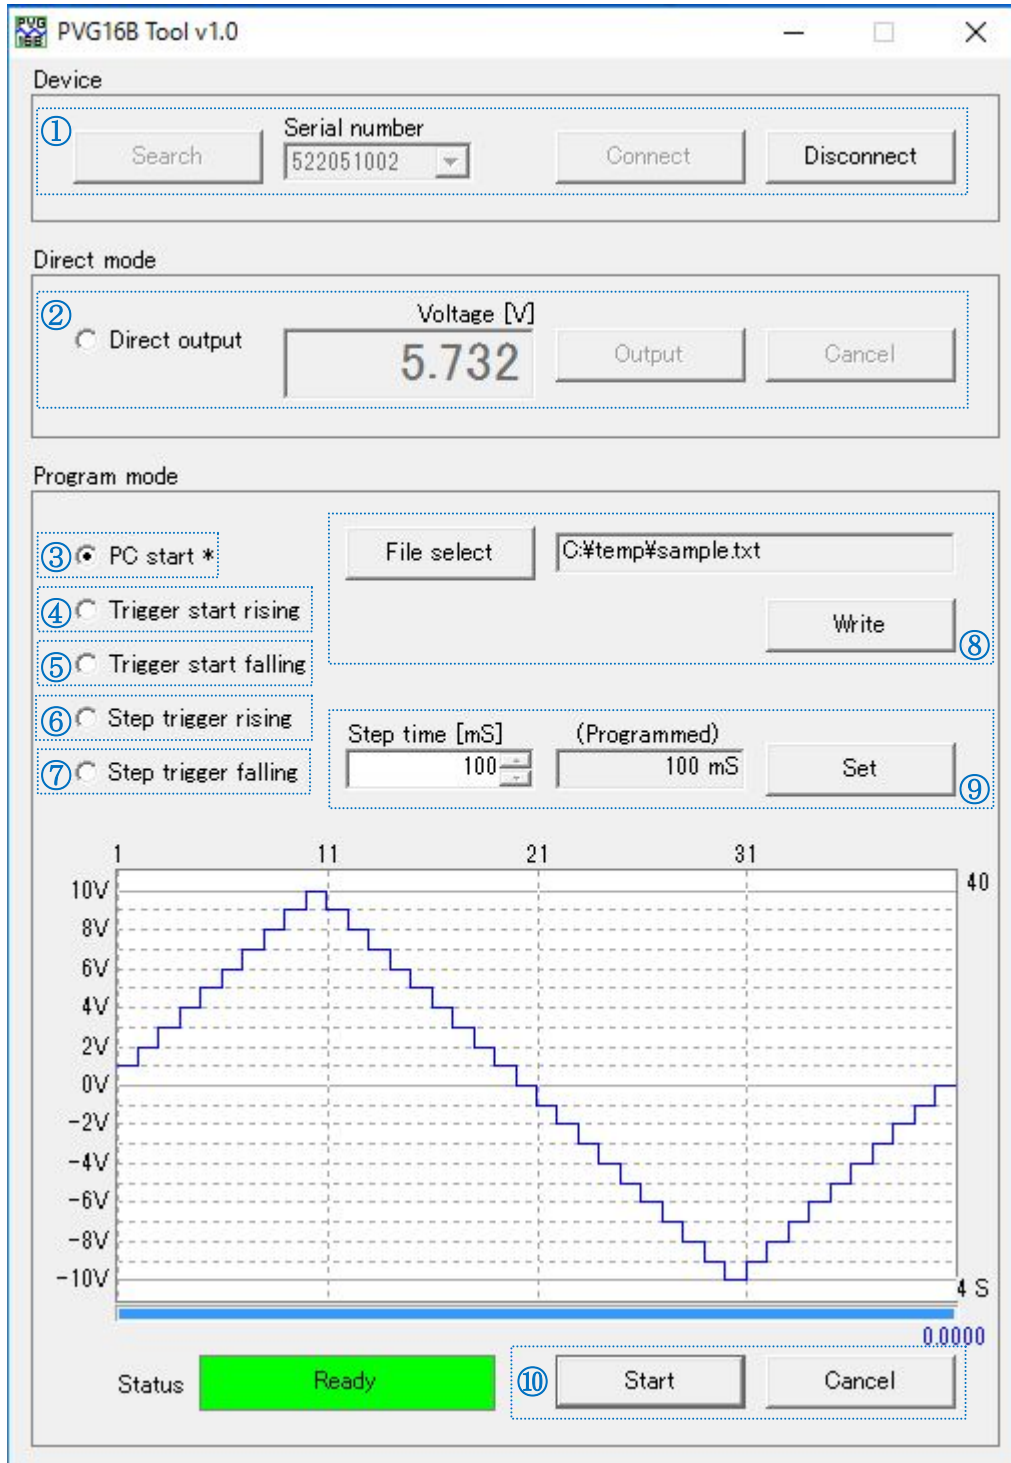 PVG16B PVG16B Tool v1.0
Device
① Search Serial number Connect Disconnect
522051002
Direct mode
② Direct output Voltage [V] Output Cancel
5.732
Program mode
③ PC start * File select C:¥temp¥sample.txt
④ Trigger start rising Write
⑧
⑤ Trigger start falling
⑥ Step trigger rising Step time [mS] (Programmed)
⑦ Step trigger falling 100 100 mS Set ⑨
1 11 21 31
10V 40
8V
6V
4V
2V
0V
-2V
-4V
-6V
-8V
-10V 4 S
0.0000
Status Ready ⑩ Start Cancel